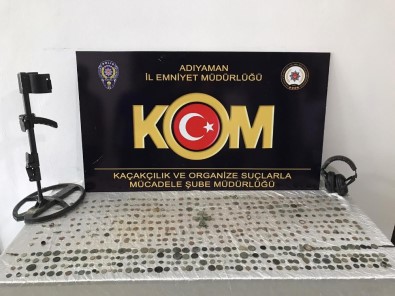 ADIYAMAN
İL EMNİYET MÜDÜRLÜĞÜ
KOM
KAÇAKÇILIK VE ORGANİZE SUÇLARLA
MÜCADELE ŞUBE MÜDÜRLÜĞÜ